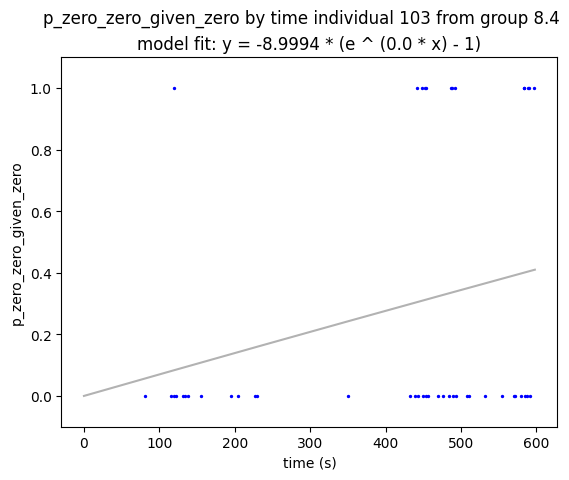 p_zero_zero_given_zero by time individual 103 from group 8.4
model fit: y = -8.9994 * (e ^ (0.0 * x) - 1)
1.0
0.8
0.6
0.4
0.2
0.0
p_zero_zero_given_zero
0 100 200 300 400 500 600
time (s)